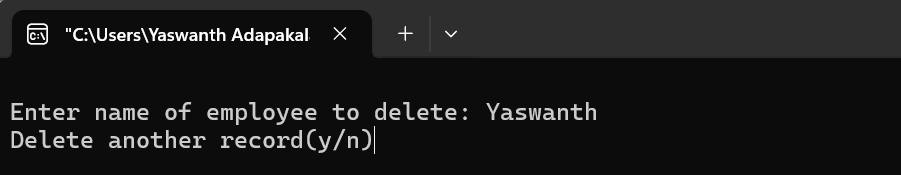 "C:\Users\Yaswanth Adapakal
Enter name of employee to delete: Yaswanth
Delete another record(y/n)